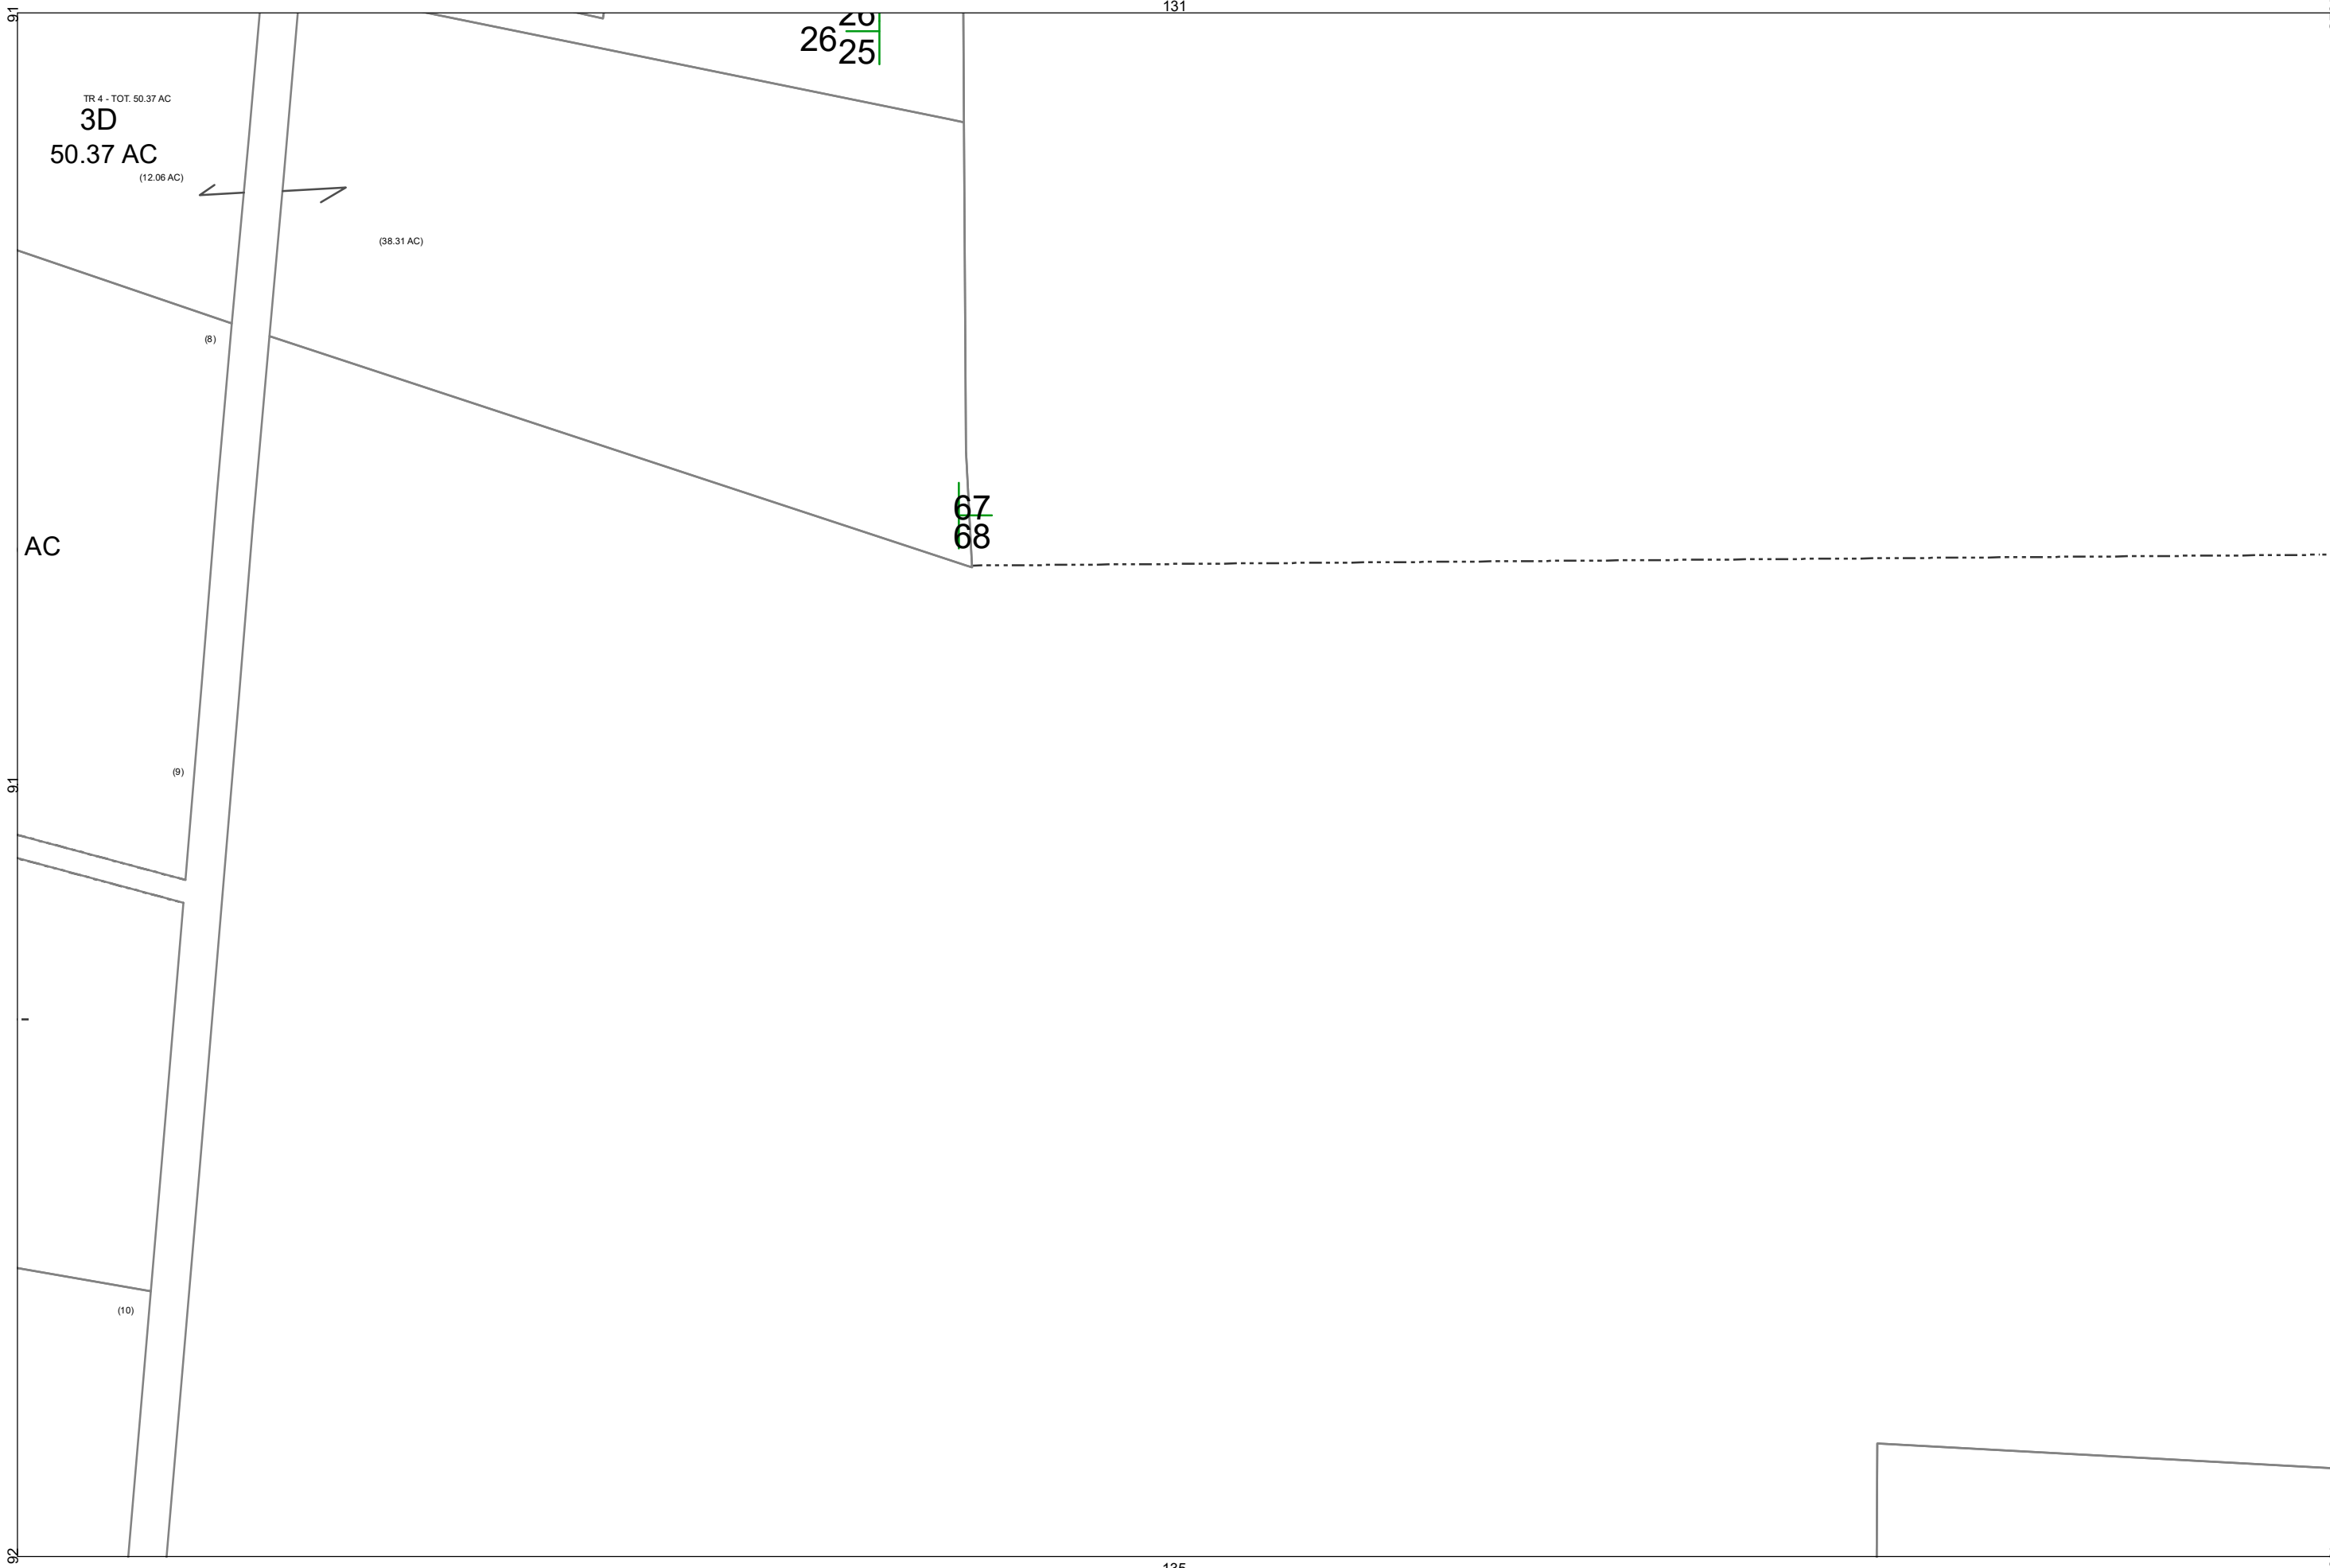 131
91
26
26
25
TR 4 - TOT. 50.37 AC
3D
50.37 AC
(12.06 AC)
(38.31 AC)
(8)
67
68
AC
(9)
91
(10)
92
135